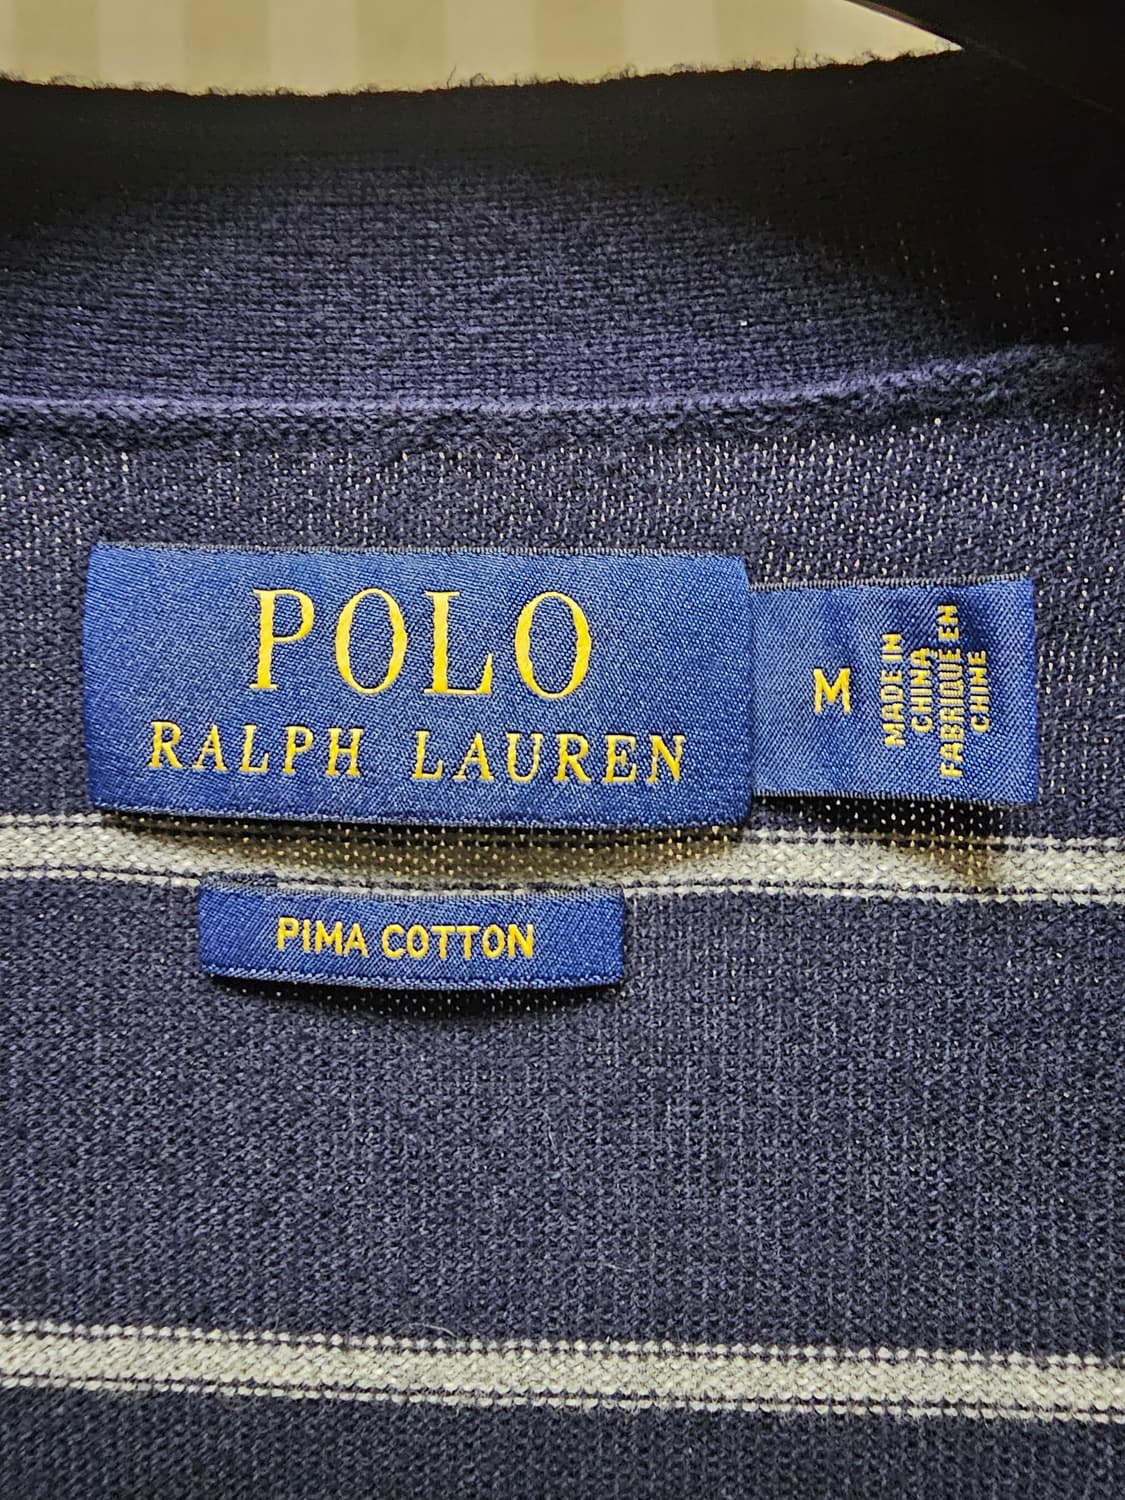 POLO
RALPH LAUREN
M
MADE IN
CHINA
FABRIQUÉ EN
CHINE
PIMA COTTON